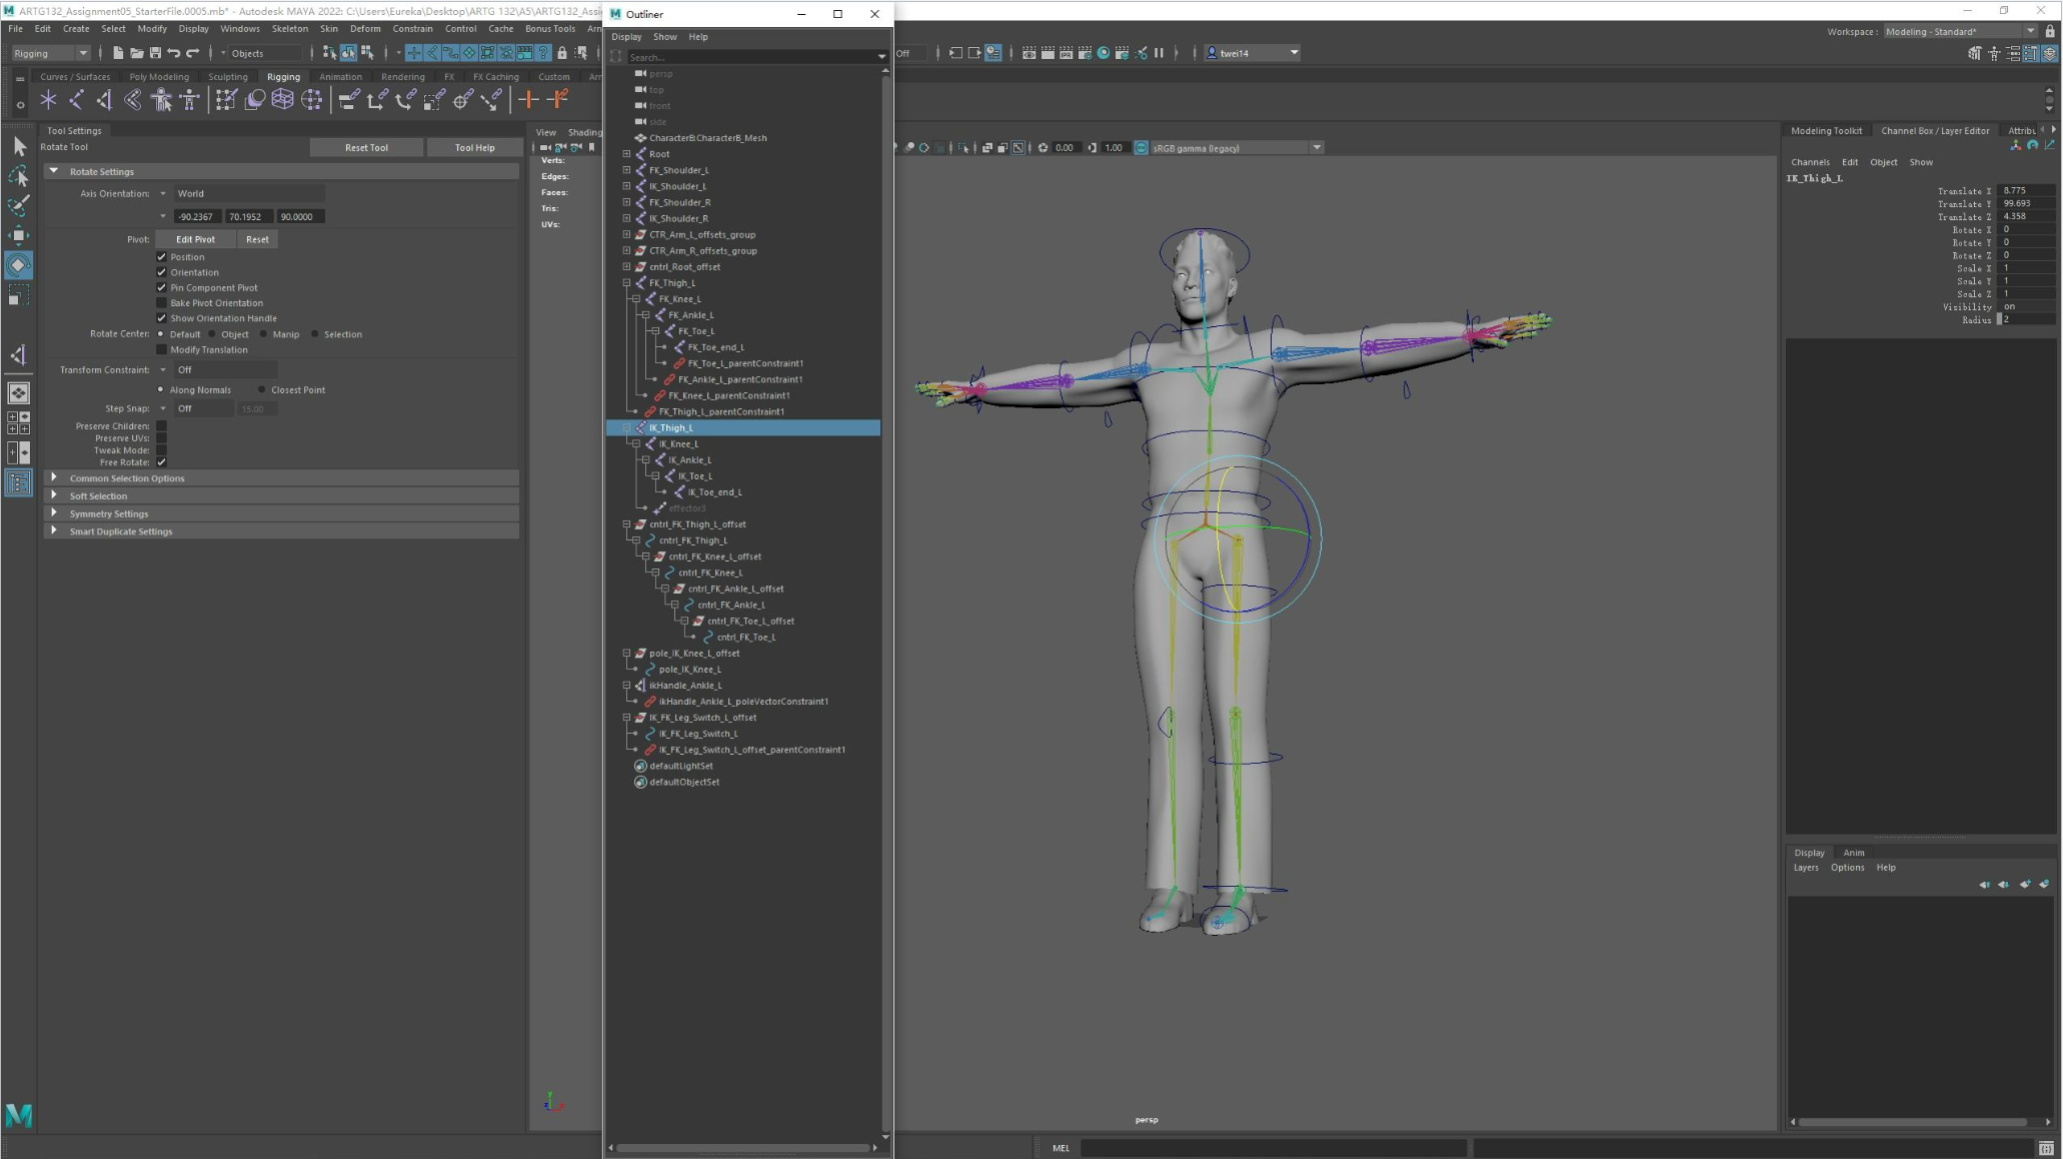 ARTG132_Assignment05_StarterFile.0005.mb* - Autodesk MAYA 2022: C:\Users\Eureka\Desktop\ARTG 132\A5\ARTG132_Assi
File Edit Create Select Modify Display Windows Skeleton Skin Deform Constrain Control Cache Bonus Tools Arn
Workspace : Modeling - Standard*
Rigging Objects Off twei14
Curves / Surfaces Poly Modeling Sculpting Rigging Animation Rendering FX FX Caching Custom
Tool Settings
Rotate Tool Reset Tool Tool Help
Rotate Settings
Axis Orientation: World
-90.2367 70.1952 90.0000
Pivot: Edit Pivot Reset
Position
Orientation
Pin Component Pivot
Bake Pivot Orientation
Show Orientation Handle
Rotate Center: Default Object Manip Selection
Modify Translation
Transform Constraint: Off
Along Normals Closest Point
Step Snap: Off 15.00
Preserve Children:
Preserve UVs:
Tweak Mode:
Free Rotate:
Common Selection Options
Soft Selection
Symmetry Settings
Smart Duplicate Settings
View Shading
Verts:
Edges:
Faces:
Tris:
UVs:
Outliner
Display Show Help
Search...
persp
top
front
side
CharacterB:CharacterB_Mesh
Root
FK_Shoulder_L
IK_Shoulder_L
FK_Shoulder_R
IK_Shoulder_R
CTR_Arm_L_offsets_group
CTR_Arm_R_offsets_group
cntrl_Root_offset
FK_Thigh_L
FK_Knee_L
FK_Ankle_L
FK_Toe_L
FK_Toe_end_L
FK_Toe_L_parentConstraint1
FK_Ankle_L_parentConstraint1
FK_Knee_L_parentConstraint1
FK_Thigh_L_parentConstraint1
IK_Thigh_L
IK_Knee_L
IK_Ankle_L
IK_Toe_L
IK_Toe_end_L
effector3
cntrl_FK_Thigh_L_offset
cntrl_FK_Thigh_L
cntrl_FK_Knee_L_offset
cntrl_FK_Knee_L
cntrl_FK_Ankle_L_offset
cntrl_FK_Ankle_L
cntrl_FK_Toe_L_offset
cntrl_FK_Toe_L
pole_IK_Knee_L_offset
pole_IK_Knee_L
ikHandle_Ankle_L
ikHandle_Ankle_L_poleVectorConstraint1
IK_FK_Leg_Switch_L_offset
IK_FK_Leg_Switch_L
IK_FK_Leg_Switch_L_offset_parentConstraint1
defaultLightSet
defaultObjectSet
0.00 1.00 sRGB gamma (legacy)
persp
MEL
Modeling Toolkit Channel Box / Layer Editor Attribu
Channels Edit Object Show
IK_Thigh_L
Translate X 8.775
Translate Y 99.693
Translate Z 4.358
Rotate X 0
Rotate Y 0
Rotate Z 0
Scale X 1
Scale Y 1
Scale Z 1
Visibility on
Radius 2
Display Anim
Layers Options Help